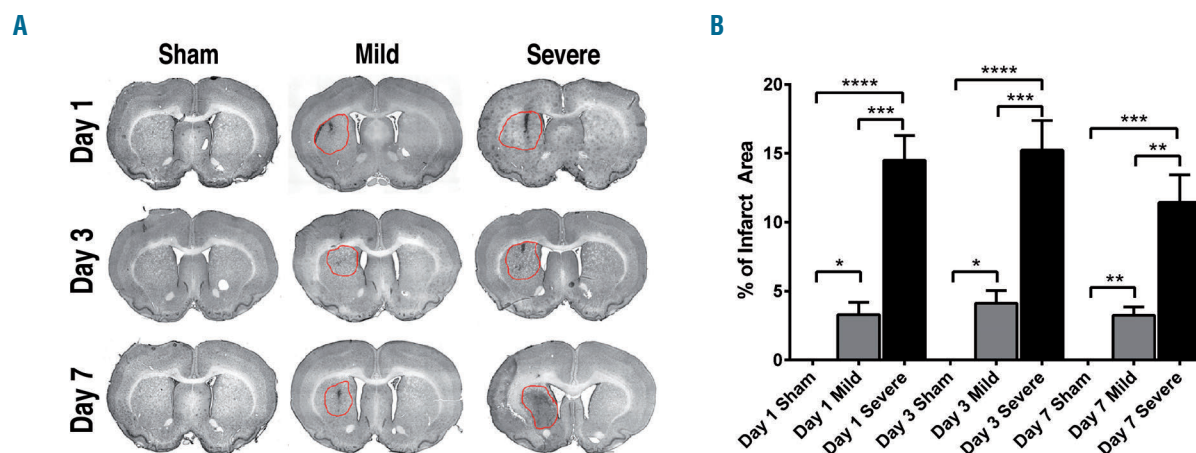 A
Sham Mild Severe
Day 1
Day 3
Day 7
B
% of Infarct Area
20
15
10
5
0
**** *** *
**** *** *
*** ** **
Day 1 Sham
Day 1 Mild
Day 1 Severe
Day 3 Sham
Day 3 Mild
Day 3 Severe
Day 7 Sham
Day 7 Mild
Day 7 Severe